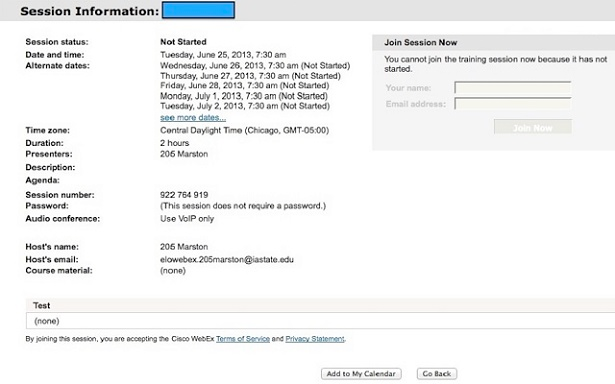 Session Information:
Session status: Not Started
Date and time: Tuesday, June 25, 2013, 7:30 am
Alternate dates: Wednesday, June 26, 2013, 7:30 am (Not Started)
Thursday, June 27, 2013, 7:30 am (Not Started)
Friday, June 28, 2013, 7:30 am (Not Started)
Monday, July 1, 2013, 7:30 am (Not Started)
Tuesday, July 2, 2013, 7:30 am (Not Started)
see more dates...
Time zone: Central Daylight Time (Chicago, GMT-05:00)
Duration: 2 hours
Presenters: 205 Marston
Description:
Agenda:
Session number: 922 764 919
Password: (This session does not require a password.)
Audio conference: Use VoIP only
Host's name: 205 Marston
Host's email: elowebex.205marston@iastate.edu
Course material: (none)
Join Session Now
You cannot join the training session now because it has not
started.
Your name:
Email address:
Join Now
Test
(none)
By joining this session, you are accepting the Cisco WebEx Terms of Service and Privacy Statement.
Add to My Calendar Go Back